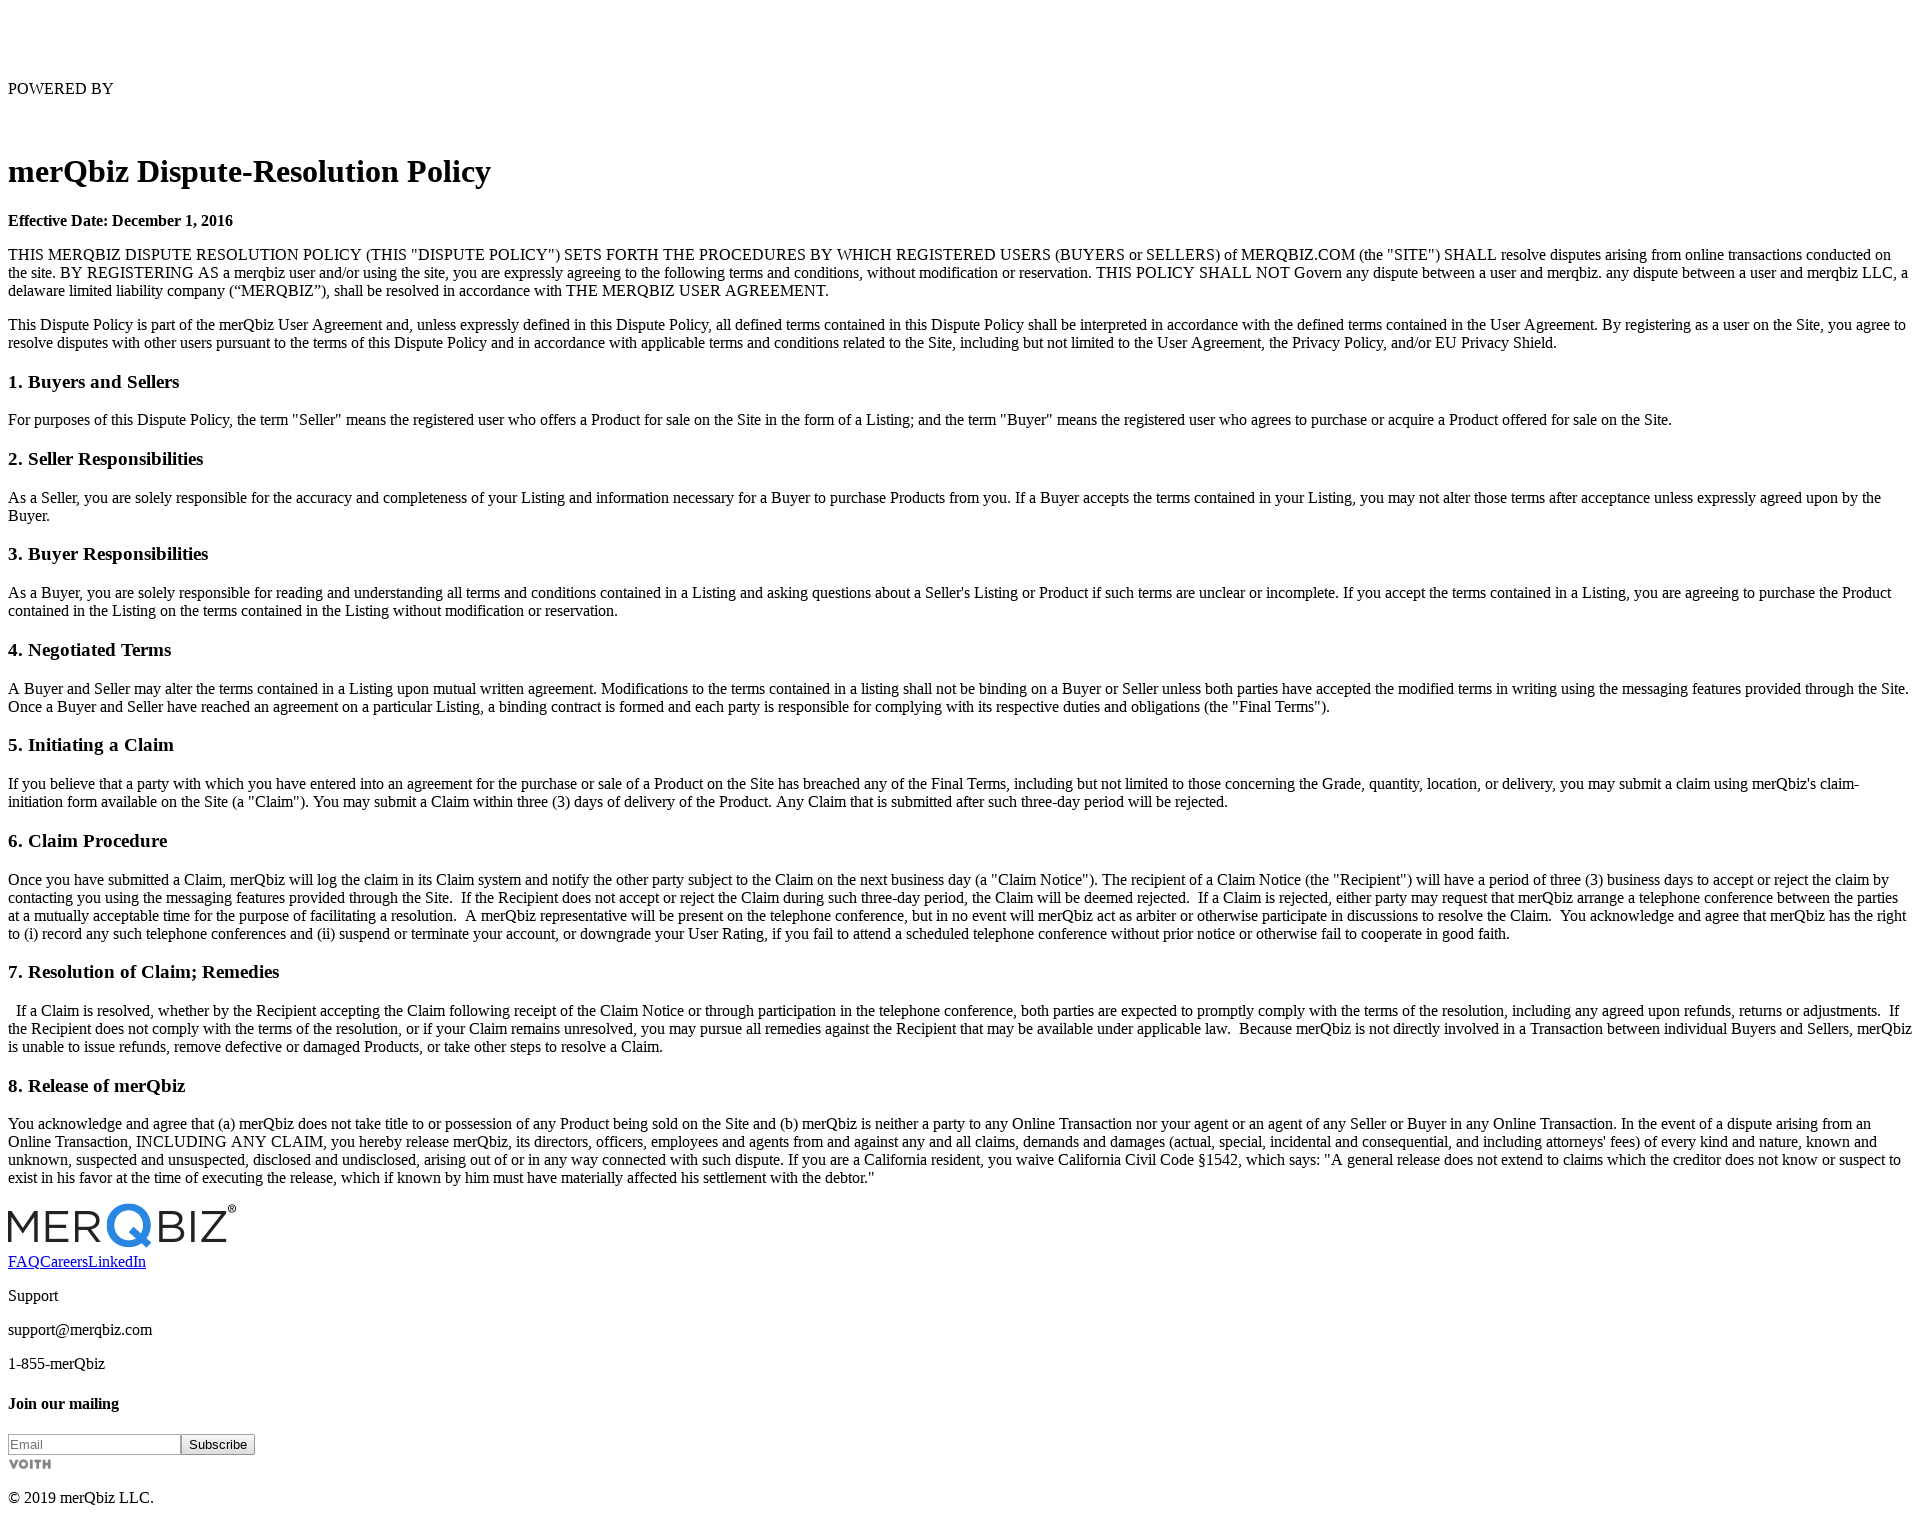 POWERED BY
merQbiz Dispute-Resolution Policy
Effective Date: December 1, 2016
THIS MERQBIZ DISPUTE RESOLUTION POLICY (THIS "DISPUTE POLICY") SETS FORTH THE PROCEDURES BY WHICH REGISTERED USERS (BUYERS or SELLERS) of MERQBIZ.COM (the "SITE") SHALL resolve disputes arising from online transactions conducted on
the site. BY REGISTERING AS a merqbiz user and/or using the site, you are expressly agreeing to the following terms and conditions, without modification or reservation. THIS POLICY SHALL NOT Govern any dispute between a user and merqbiz. any dispute between a user and merqbiz LLC, a
delaware limited liability company (“MERQBIZ”), shall be resolved in accordance with THE MERQBIZ USER AGREEMENT.
This Dispute Policy is part of the merQbiz User Agreement and, unless expressly defined in this Dispute Policy, all defined terms contained in this Dispute Policy shall be interpreted in accordance with the defined terms contained in the User Agreement. By registering as a user on the Site, you agree to
resolve disputes with other users pursuant to the terms of this Dispute Policy and in accordance with applicable terms and conditions related to the Site, including but not limited to the User Agreement, the Privacy Policy, and/or EU Privacy Shield.
1. Buyers and Sellers
For purposes of this Dispute Policy, the term "Seller" means the registered user who offers a Product for sale on the Site in the form of a Listing; and the term "Buyer" means the registered user who agrees to purchase or acquire a Product offered for sale on the Site.
2. Seller Responsibilities
As a Seller, you are solely responsible for the accuracy and completeness of your Listing and information necessary for a Buyer to purchase Products from you. If a Buyer accepts the terms contained in your Listing, you may not alter those terms after acceptance unless expressly agreed upon by the
Buyer.
3. Buyer Responsibilities
As a Buyer, you are solely responsible for reading and understanding all terms and conditions contained in a Listing and asking questions about a Seller's Listing or Product if such terms are unclear or incomplete. If you accept the terms contained in a Listing, you are agreeing to purchase the Product
contained in the Listing on the terms contained in the Listing without modification or reservation.
4. Negotiated Terms
A Buyer and Seller may alter the terms contained in a Listing upon mutual written agreement. Modifications to the terms contained in a listing shall not be binding on a Buyer or Seller unless both parties have accepted the modified terms in writing using the messaging features provided through the Site.
Once a Buyer and Seller have reached an agreement on a particular Listing, a binding contract is formed and each party is responsible for complying with its respective duties and obligations (the "Final Terms").
5. Initiating a Claim
If you believe that a party with which you have entered into an agreement for the purchase or sale of a Product on the Site has breached any of the Final Terms, including but not limited to those concerning the Grade, quantity, location, or delivery, you may submit a claim using merQbiz's claim-
initiation form available on the Site (a "Claim"). You may submit a Claim within three (3) days of delivery of the Product. Any Claim that is submitted after such three-day period will be rejected.
6. Claim Procedure
Once you have submitted a Claim, merQbiz will log the claim in its Claim system and notify the other party subject to the Claim on the next business day (a "Claim Notice"). The recipient of a Claim Notice (the "Recipient") will have a period of three (3) business days to accept or reject the claim by
contacting you using the messaging features provided through the Site.  If the Recipient does not accept or reject the Claim during such three-day period, the Claim will be deemed rejected.  If a Claim is rejected, either party may request that merQbiz arrange a telephone conference between the parties
at a mutually acceptable time for the purpose of facilitating a resolution.  A merQbiz representative will be present on the telephone conference, but in no event will merQbiz act as arbiter or otherwise participate in discussions to resolve the Claim.  You acknowledge and agree that merQbiz has the right
to (i) record any such telephone conferences and (ii) suspend or terminate your account, or downgrade your User Rating, if you fail to attend a scheduled telephone conference without prior notice or otherwise fail to cooperate in good faith.
7. Resolution of Claim; Remedies
If a Claim is resolved, whether by the Recipient accepting the Claim following receipt of the Claim Notice or through participation in the telephone conference, both parties are expected to promptly comply with the terms of the resolution, including any agreed upon refunds, returns or adjustments.  If
the Recipient does not comply with the terms of the resolution, or if your Claim remains unresolved, you may pursue all remedies against the Recipient that may be available under applicable law.  Because merQbiz is not directly involved in a Transaction between individual Buyers and Sellers, merQbiz
is unable to issue refunds, remove defective or damaged Products, or take other steps to resolve a Claim.
8. Release of merQbiz
You acknowledge and agree that (a) merQbiz does not take title to or possession of any Product being sold on the Site and (b) merQbiz is neither a party to any Online Transaction nor your agent or an agent of any Seller or Buyer in any Online Transaction. In the event of a dispute arising from an
Online Transaction, INCLUDING ANY CLAIM, you hereby release merQbiz, its directors, officers, employees and agents from and against any and all claims, demands and damages (actual, special, incidental and consequential, and including attorneys' fees) of every kind and nature, known and
unknown, suspected and unsuspected, disclosed and undisclosed, arising out of or in any way connected with such dispute. If you are a California resident, you waive California Civil Code §1542, which says: "A general release does not extend to claims which the creditor does not know or suspect to
exist in his favor at the time of executing the release, which if known by him must have materially affected his settlement with the debtor."
MERQBIZ®
FAQCareersLinkedIn
Support
support@merqbiz.com
1-855-merQbiz
Join our mailing
Email Subscribe
VOITH
© 2019 merQbiz LLC.